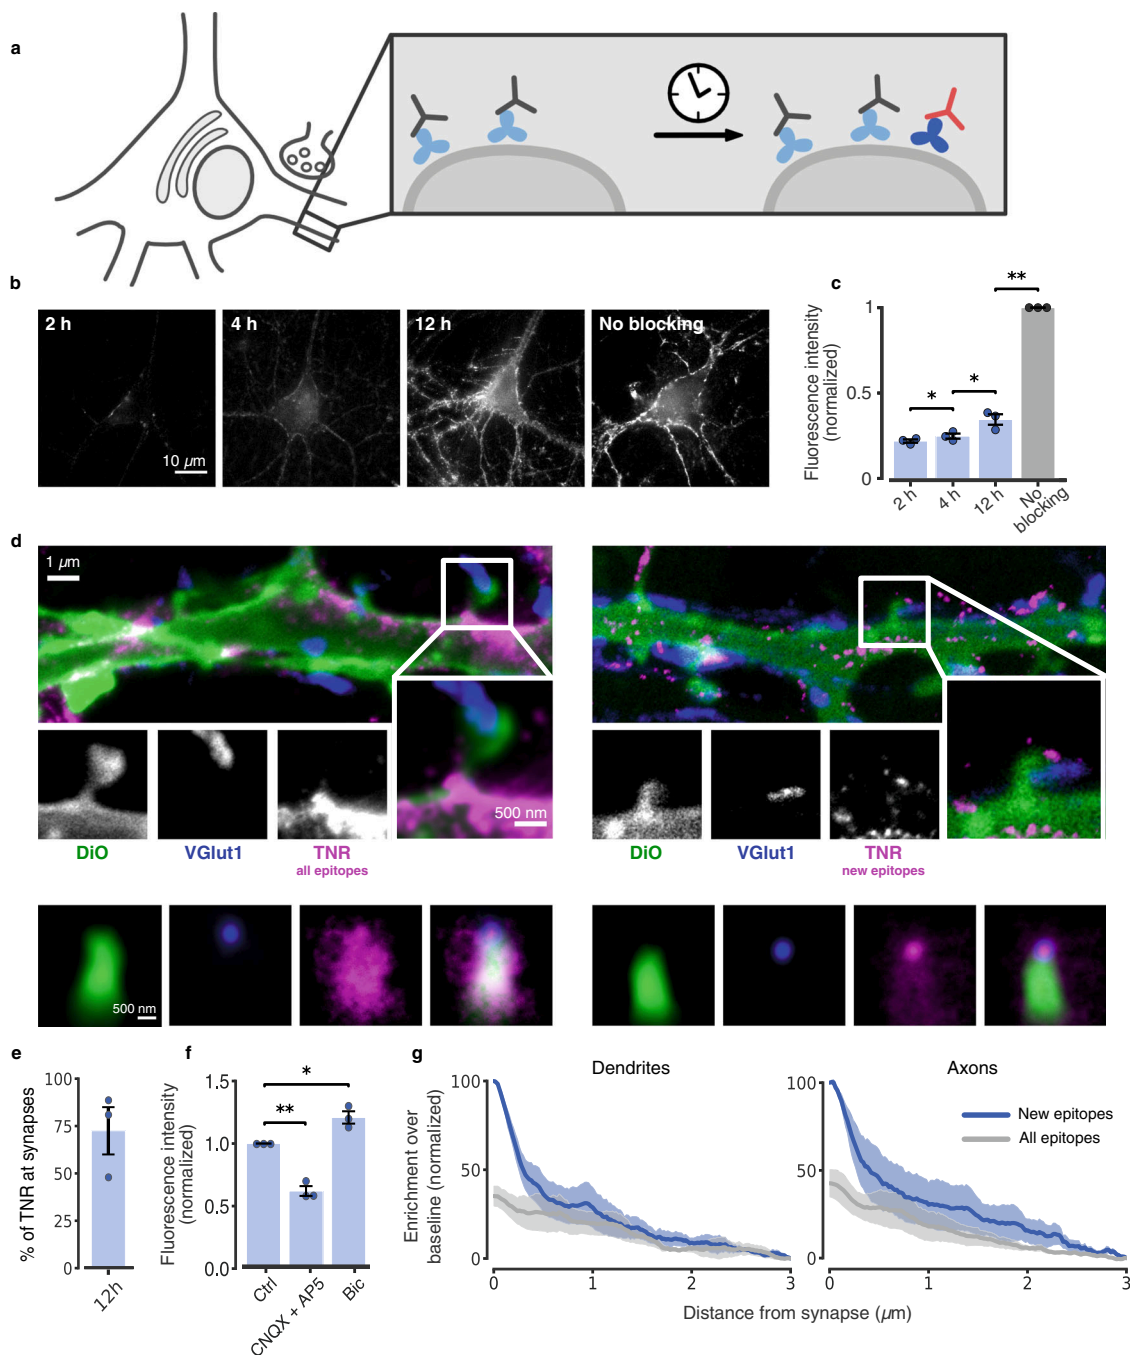 a
b
2 h
4 h
12 h
No blocking
10 µm
c
Fluorescence intensity
(normalized)
1
0.5
0
*
*
**
2 h
4 h
12 h
No
blocking
d
1 µm
500 nm
DiO
VGlut1
TNR
all epitopes
DiO
VGlut1
TNR
new epitopes
500 nm
e
% of TNR at synapses
100
75
50
25
0
12h
f
Fluorescence intensity
(normalized)
1.5
1.0
0.5
0.0
*
**
Ctrl
CNQX + AP5
Bic
g
Dendrites
Axons
Enrichment over
baseline (normalized)
100
50
0
0
1
2
3
100
50
0
0
1
2
3
New epitopes
All epitopes
Distance from synapse (µm)